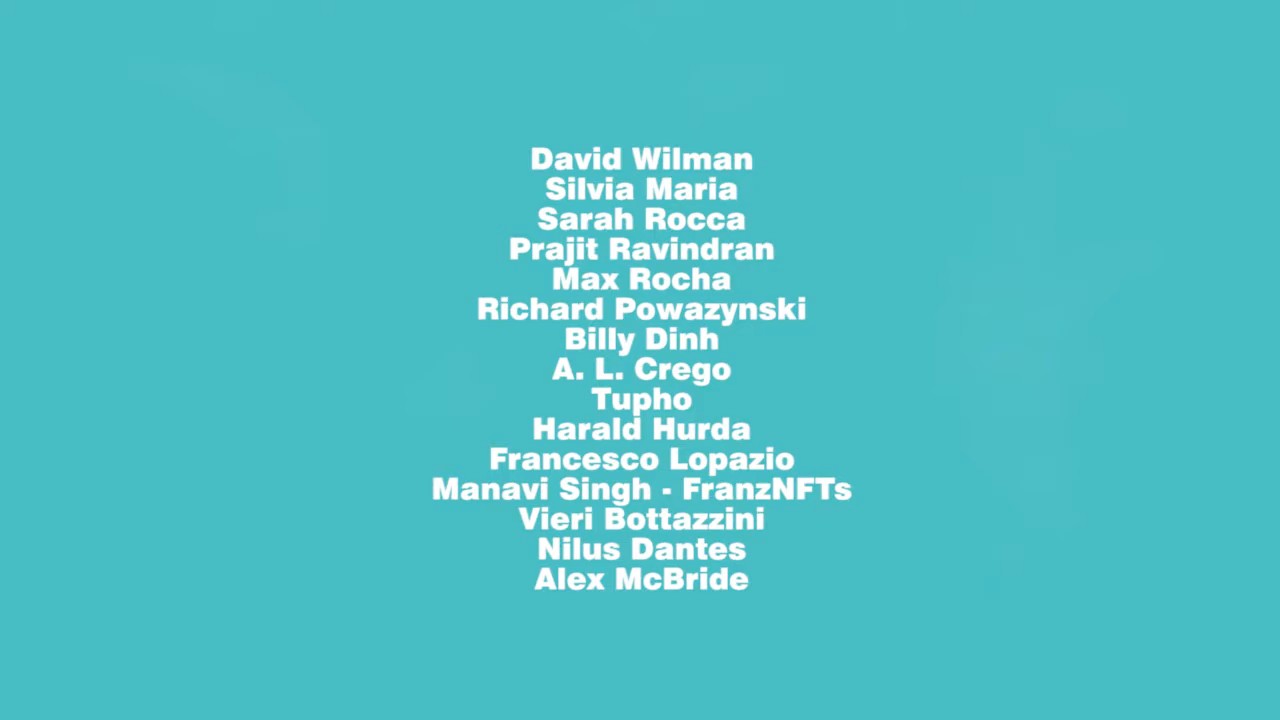 David Wilman
Silvia Maria
Sarah Rocca
Prajit Ravindran
Max Rocha
Richard Powazynski
Billy Dinh
A. L. Crego
Tupho
Harald Hurda
Francesco Lopazio
Manavi Singh - FranzNFTs
Vieri Bottazzini
Nilus Dantes
Alex McBride